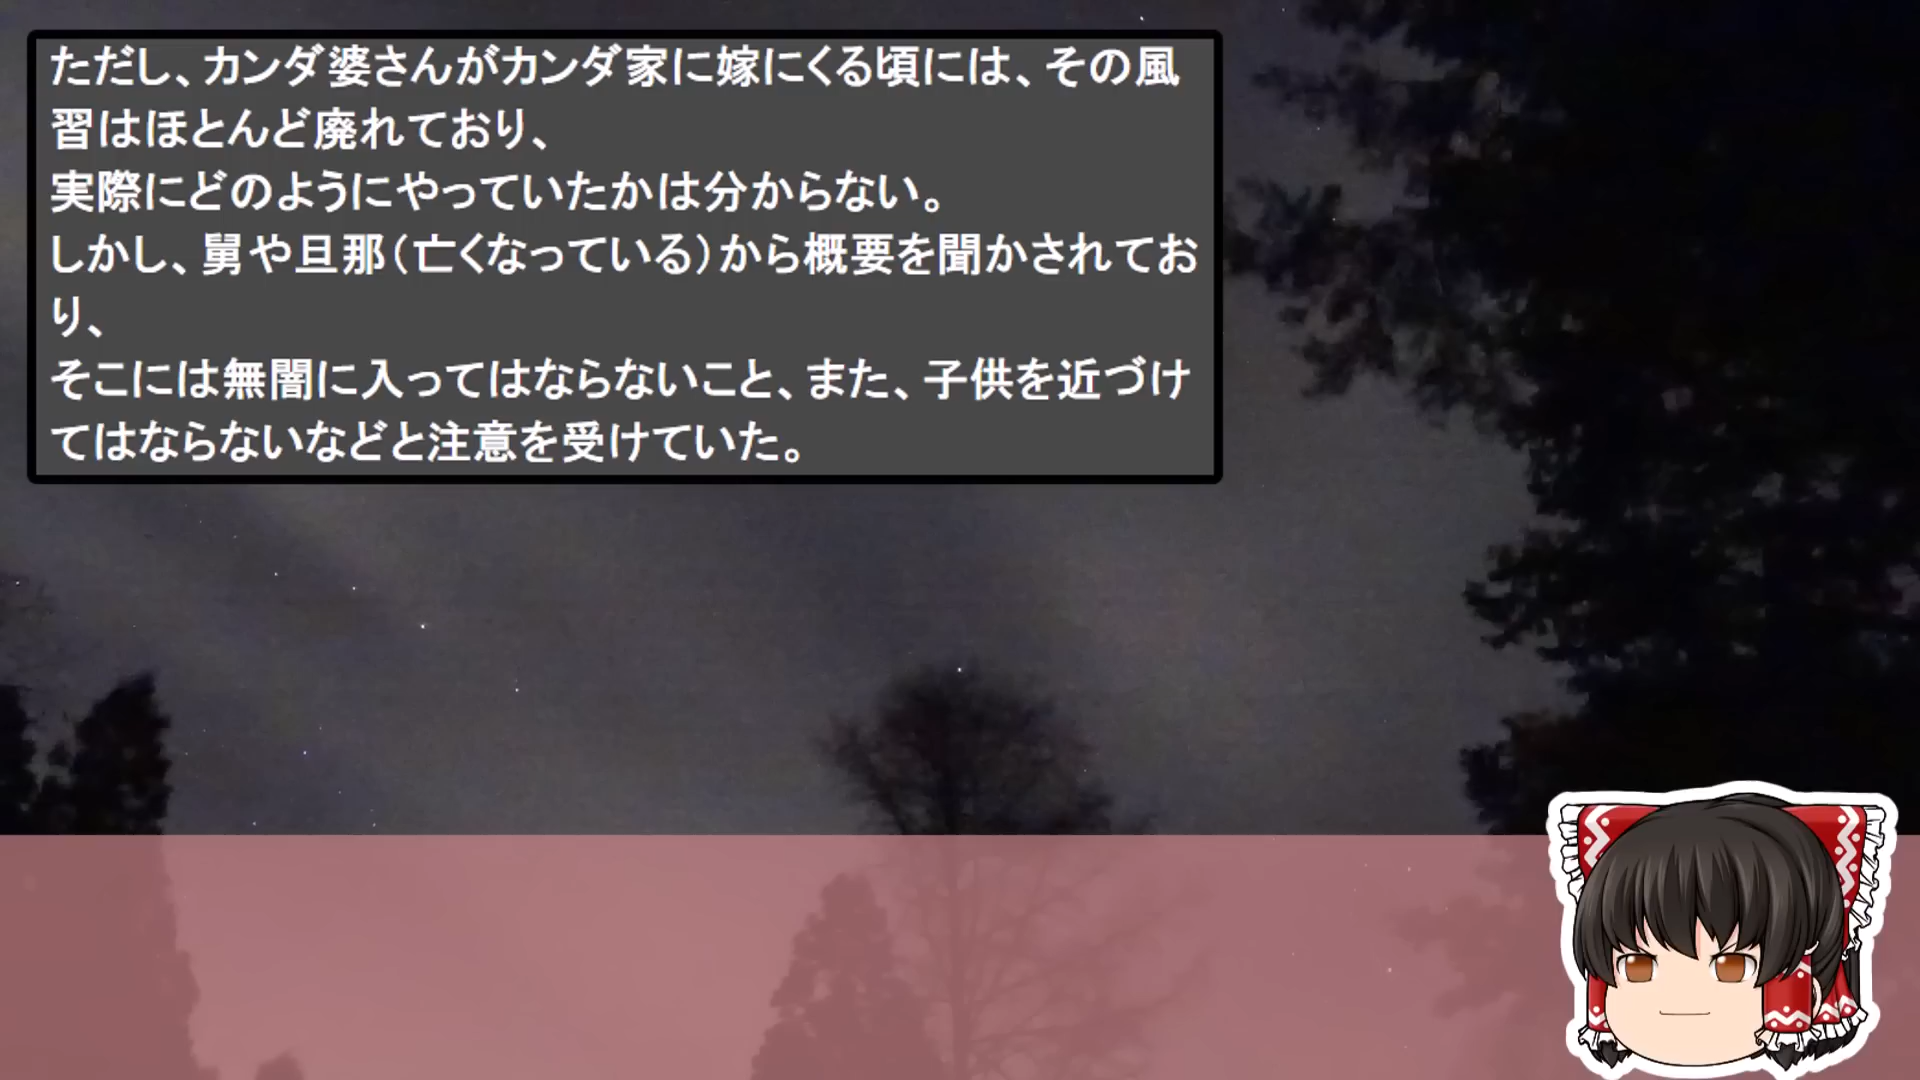 ただし、カンダ婆さんがカンダ家に嫁にくる頃には、その風
習はほとんど廃れており、
実際にどのようにやっていたかは分からない。
しかし、舅や旦那（亡くなっている）から概要を聞かされてお
り、
そこには無闇に入ってはならないこと、また、子供を近づけ
てはならないなどと注意を受けていた。